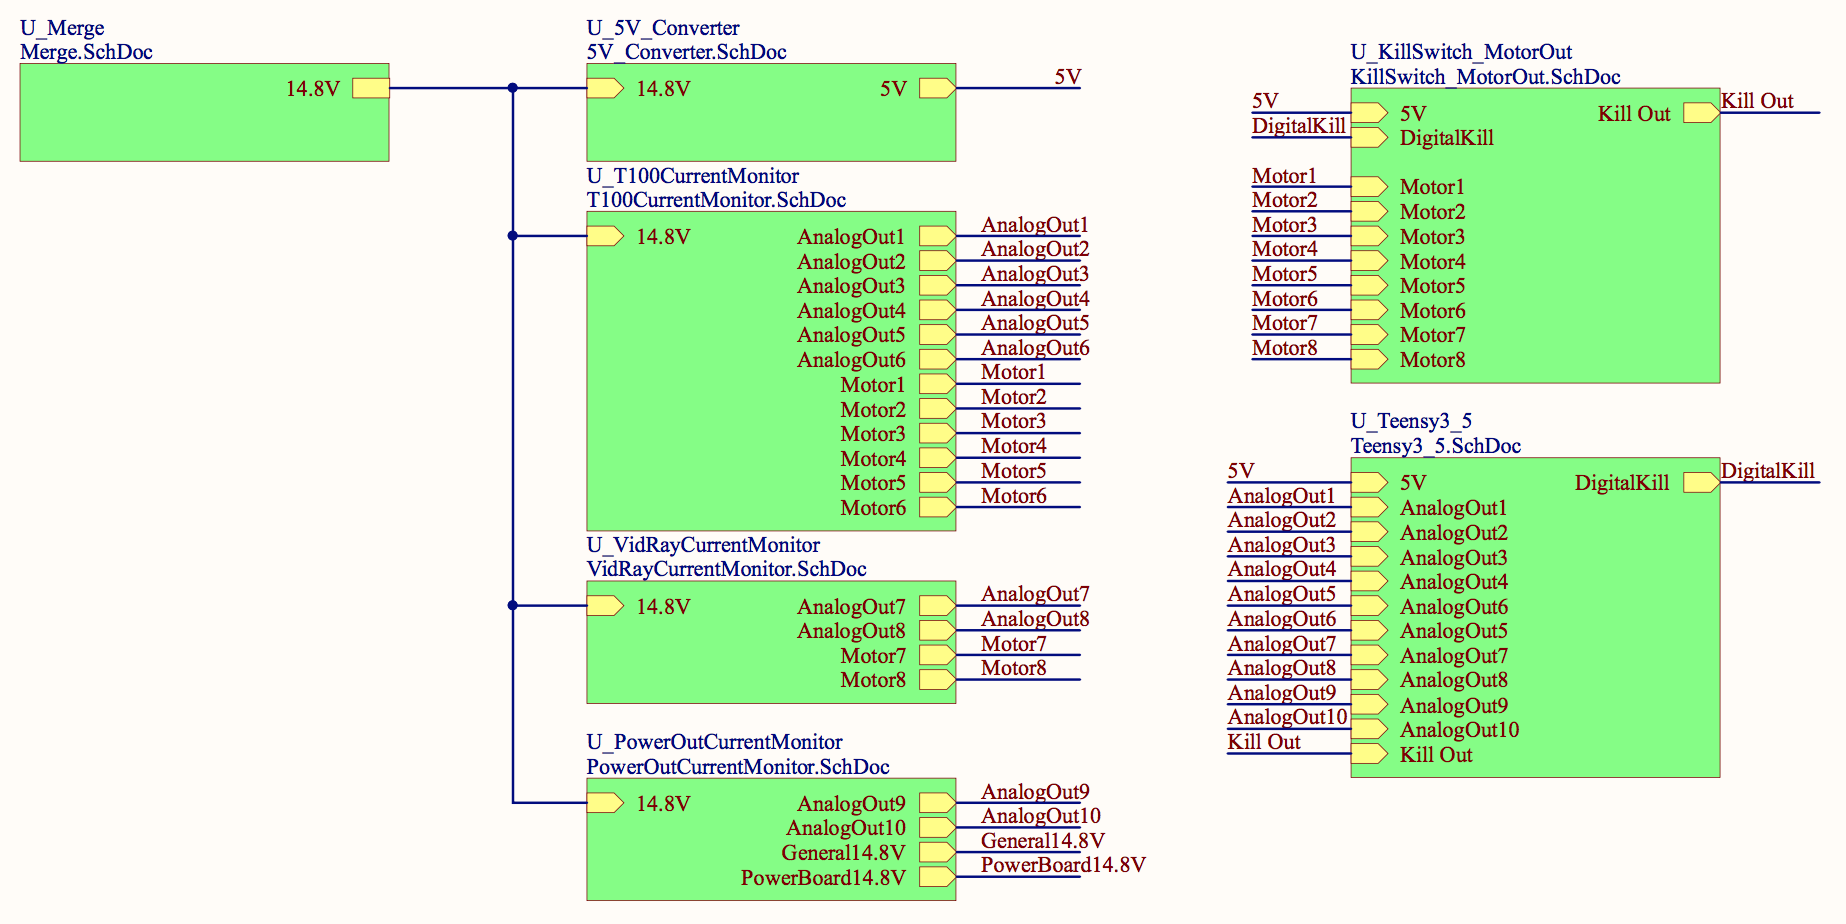 U_Merge
Merge.SchDoc
14.8V
U_5V_Converter
5V_Converter.SchDoc
14.8V
5V
5V
U_T100CurrentMonitor
T100CurrentMonitor.SchDoc
14.8V
AnalogOut1
AnalogOut1
AnalogOut2
AnalogOut2
AnalogOut3
AnalogOut3
AnalogOut4
AnalogOut4
AnalogOut5
AnalogOut5
AnalogOut6
AnalogOut6
Motor1
Motor1
Motor2
Motor2
Motor3
Motor3
Motor4
Motor4
Motor5
Motor5
Motor6
Motor6
U_VidRayCurrentMonitor
VidRayCurrentMonitor.SchDoc
14.8V
AnalogOut7
AnalogOut7
AnalogOut8
AnalogOut8
Motor7
Motor7
Motor8
Motor8
U_PowerOutCurrentMonitor
PowerOutCurrentMonitor.SchDoc
14.8V
AnalogOut9
AnalogOut9
AnalogOut10
AnalogOut10
General14.8V
General14.8V
PowerBoard14.8V
PowerBoard14.8V
U_KillSwitch_MotorOut
KillSwitch_MotorOut.SchDoc
5V
5V
Kill Out
Kill Out
DigitalKill
DigitalKill
Motor1
Motor1
Motor2
Motor2
Motor3
Motor3
Motor4
Motor4
Motor5
Motor5
Motor6
Motor6
Motor7
Motor7
Motor8
Motor8
U_Teensy3_5
Teensy3_5.SchDoc
5V
5V
DigitalKill
DigitalKill
AnalogOut1
AnalogOut1
AnalogOut2
AnalogOut2
AnalogOut3
AnalogOut3
AnalogOut4
AnalogOut4
AnalogOut5
AnalogOut6
AnalogOut6
AnalogOut5
AnalogOut7
AnalogOut7
AnalogOut8
AnalogOut8
AnalogOut9
AnalogOut9
AnalogOut10
AnalogOut10
Kill Out
Kill Out